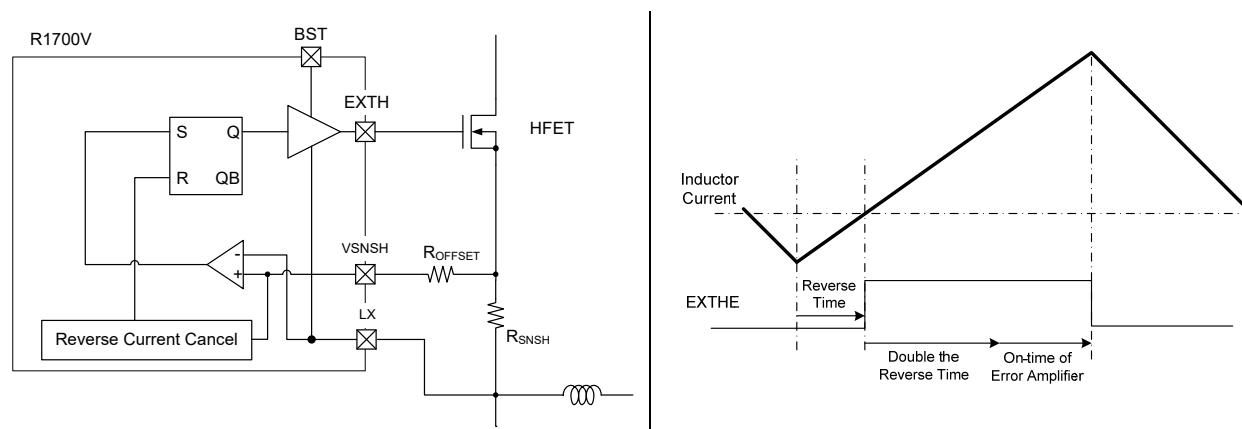 R1700V
BST
EXTH
HFET
S
Q
R
QB
VSNSH
ROFFSET
-
+
LX
RSNSH
Reverse Current Cancel
Inductor
Current
EXTHE
Reverse
Time
Double the
Reverse Time
On-time of
Error Amplifier